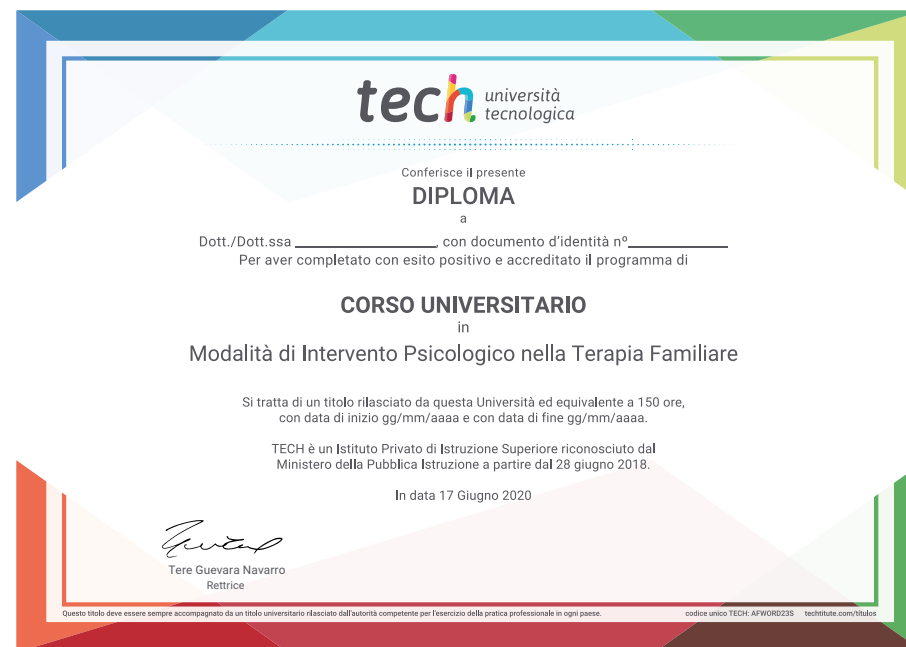 tech università
tecnologica
Conferisce il presente
DIPLOMA
a
Dott./Dott.ssa ________________, con documento d'identità nº____________
Per aver completato con esito positivo e accreditato il programma di
CORSO UNIVERSITARIO
in
Modalità di Intervento Psicologico nella Terapia Familiare
Si tratta di un titolo rilasciato da questa Università ed equivalente a 150 ore,
con data di inizio gg/mm/aaaa e con data di fine gg/mm/aaaa.
TECH è un Istituto Privato di Istruzione Superiore riconosciuto dal
Ministero della Pubblica Istruzione a partire dal 28 giugno 2018.
In data 17 Giugno 2020
Tere Guevara Navarro
Rettrice
Questo titolo deve essere sempre accompagnato da un titolo universitario rilasciato dall'autorità competente per l'esercizio della pratica professionale in ogni paese.
codice unico TECH: AFWORD23S techtitute.com/titulos